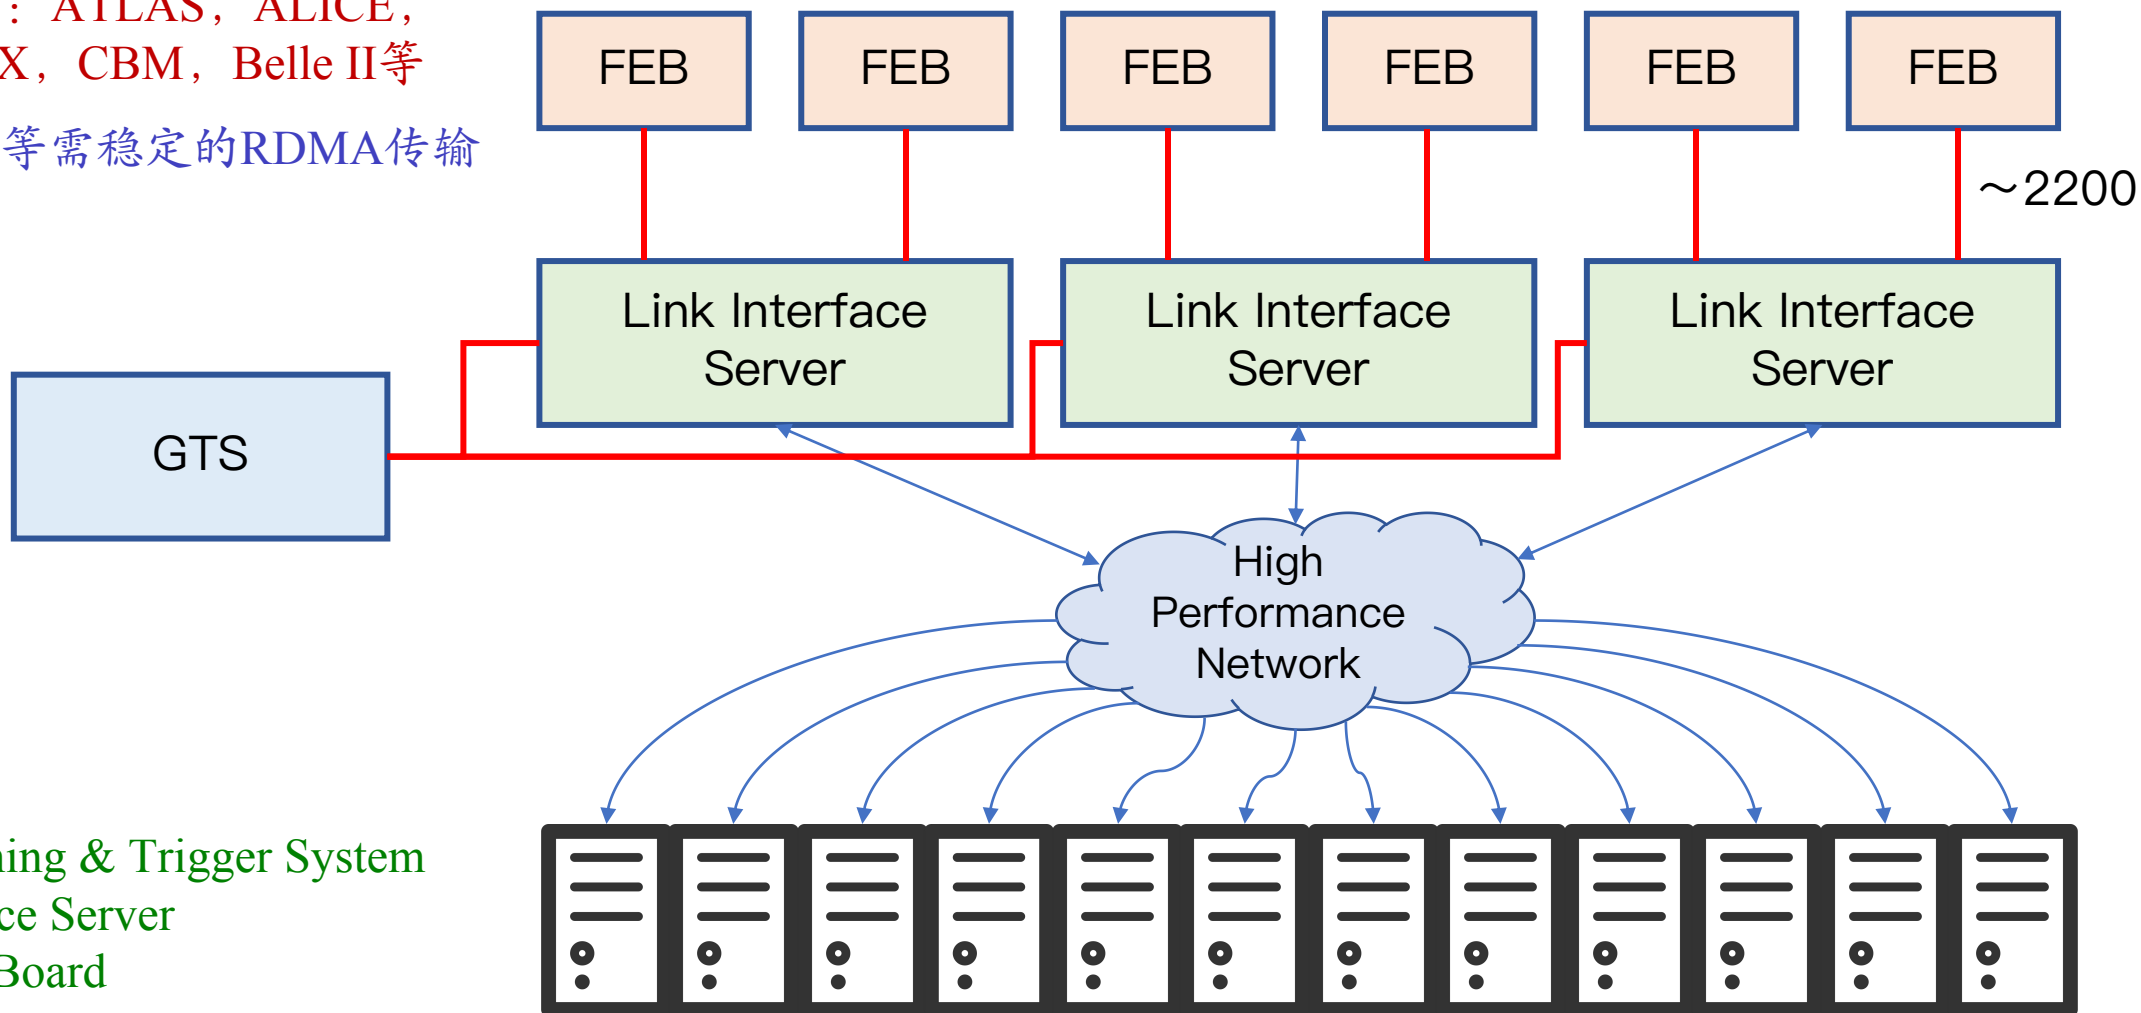 : ATLAS, ALICE,
X, CBM, Belle II等
等需稳定的RDMA传输
FEB
FEB
FEB
FEB
FEB
FEB
~2200
Link Interface
Server
Link Interface
Server
Link Interface
Server
GTS
High
Performance
Network
ing & Trigger System
ce Server
Board